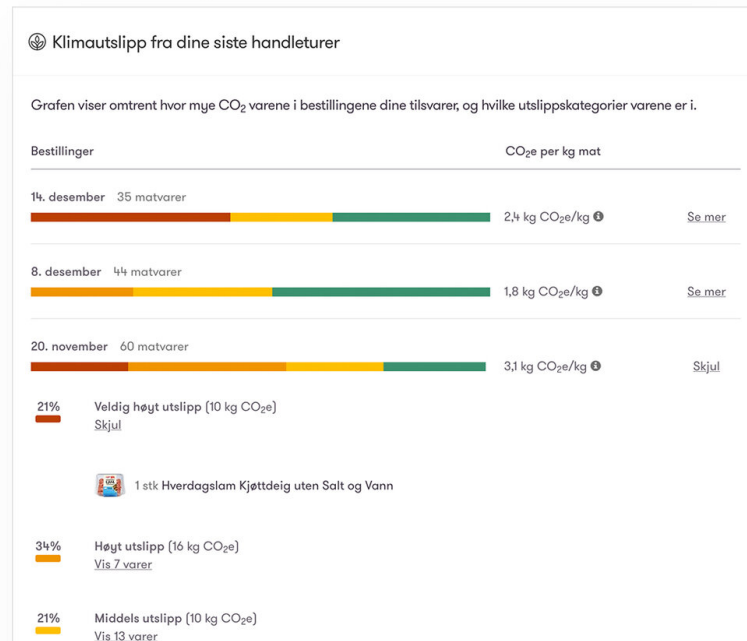 Klimautslipp fra dine siste handleturer
Grafen viser omtrent hvor mye CO₂ varene i bestillingene dine tilsvarer, og hvilke utslippskategorier varene er i.
Bestillinger CO₂e per kg mat
14. desember 35 matvarer
2,4 kg CO₂e/kg Se mer
8. desember 44 matvarer
1,8 kg CO₂e/kg Se mer
20. november 60 matvarer
3,1 kg CO₂e/kg Skjul
21% Veldig høyt utslipp (10 kg CO₂e)
Skjul
1 stk Hverdagslam Kjøttdeig uten Salt og Vann
34% Høyt utslipp (16 kg CO₂e)
Vis 7 varer
21% Middels utslipp (10 kg CO₂e)
Vis 13 varer